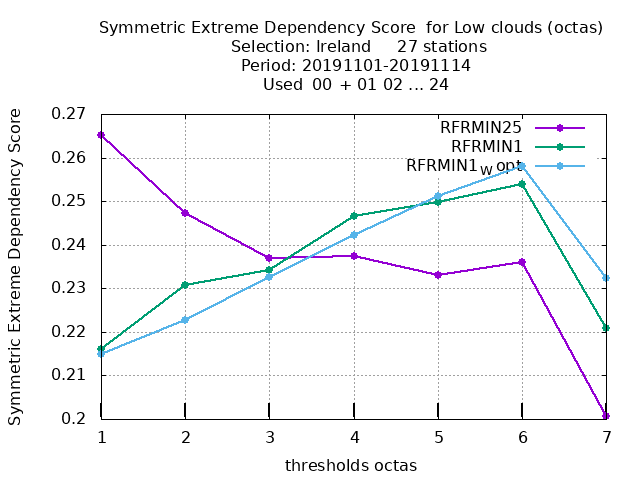 Symmetric Extreme Dependency Score for Low clouds (octas)
Selection: Ireland 27 stations
Period: 20191101-20191114
Used 00 + 01 02 ... 24
Symmetric Extreme Dependency Score
0.27
0.26
0.25
0.24
0.23
0.22
0.21
0.2
RFRMIN25
RFRMIN1
RFRMIN1w opt
1 2 3 4 5 6 7
thresholds octas